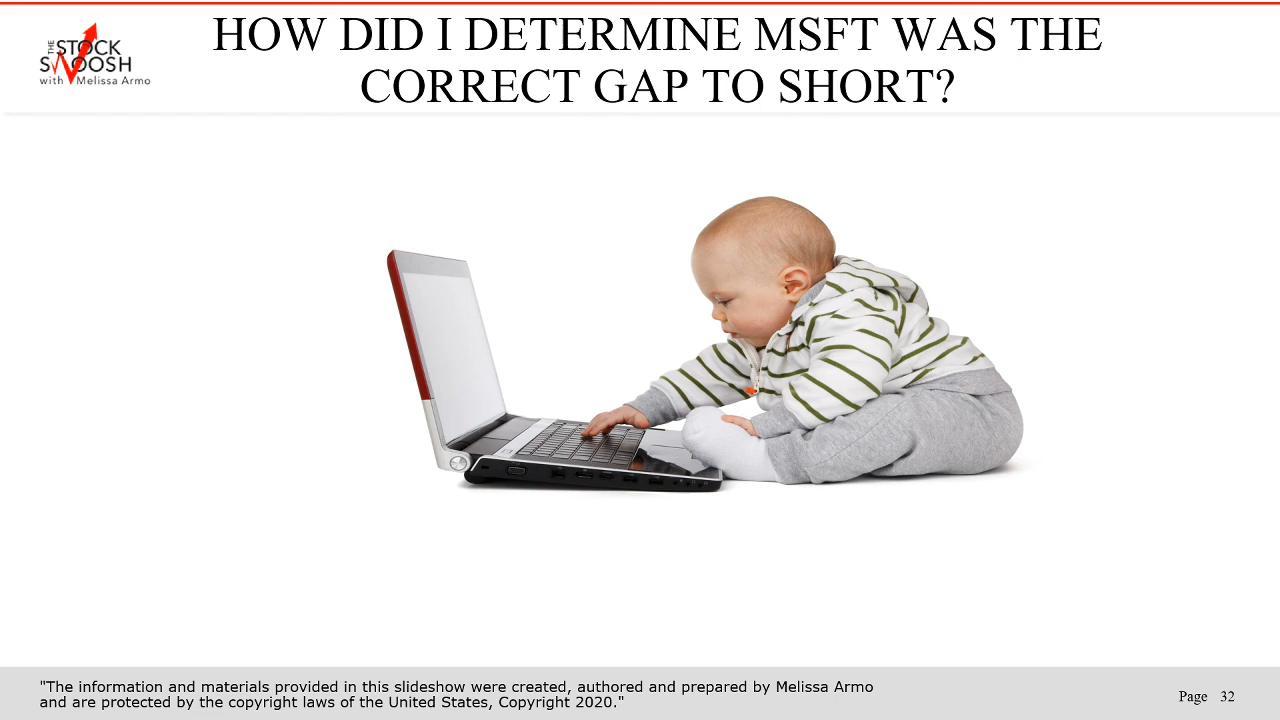 HOW DID I DETERMINE MSFT WAS THE
CORRECT GAP TO SHORT?
THE
STOCK
SWOOSH
with Melissa Armo
"The information and materials provided in this slideshow were created, authored and prepared by Melissa Armo
and are protected by the copyright laws of the United States, Copyright 2020."
Page 32